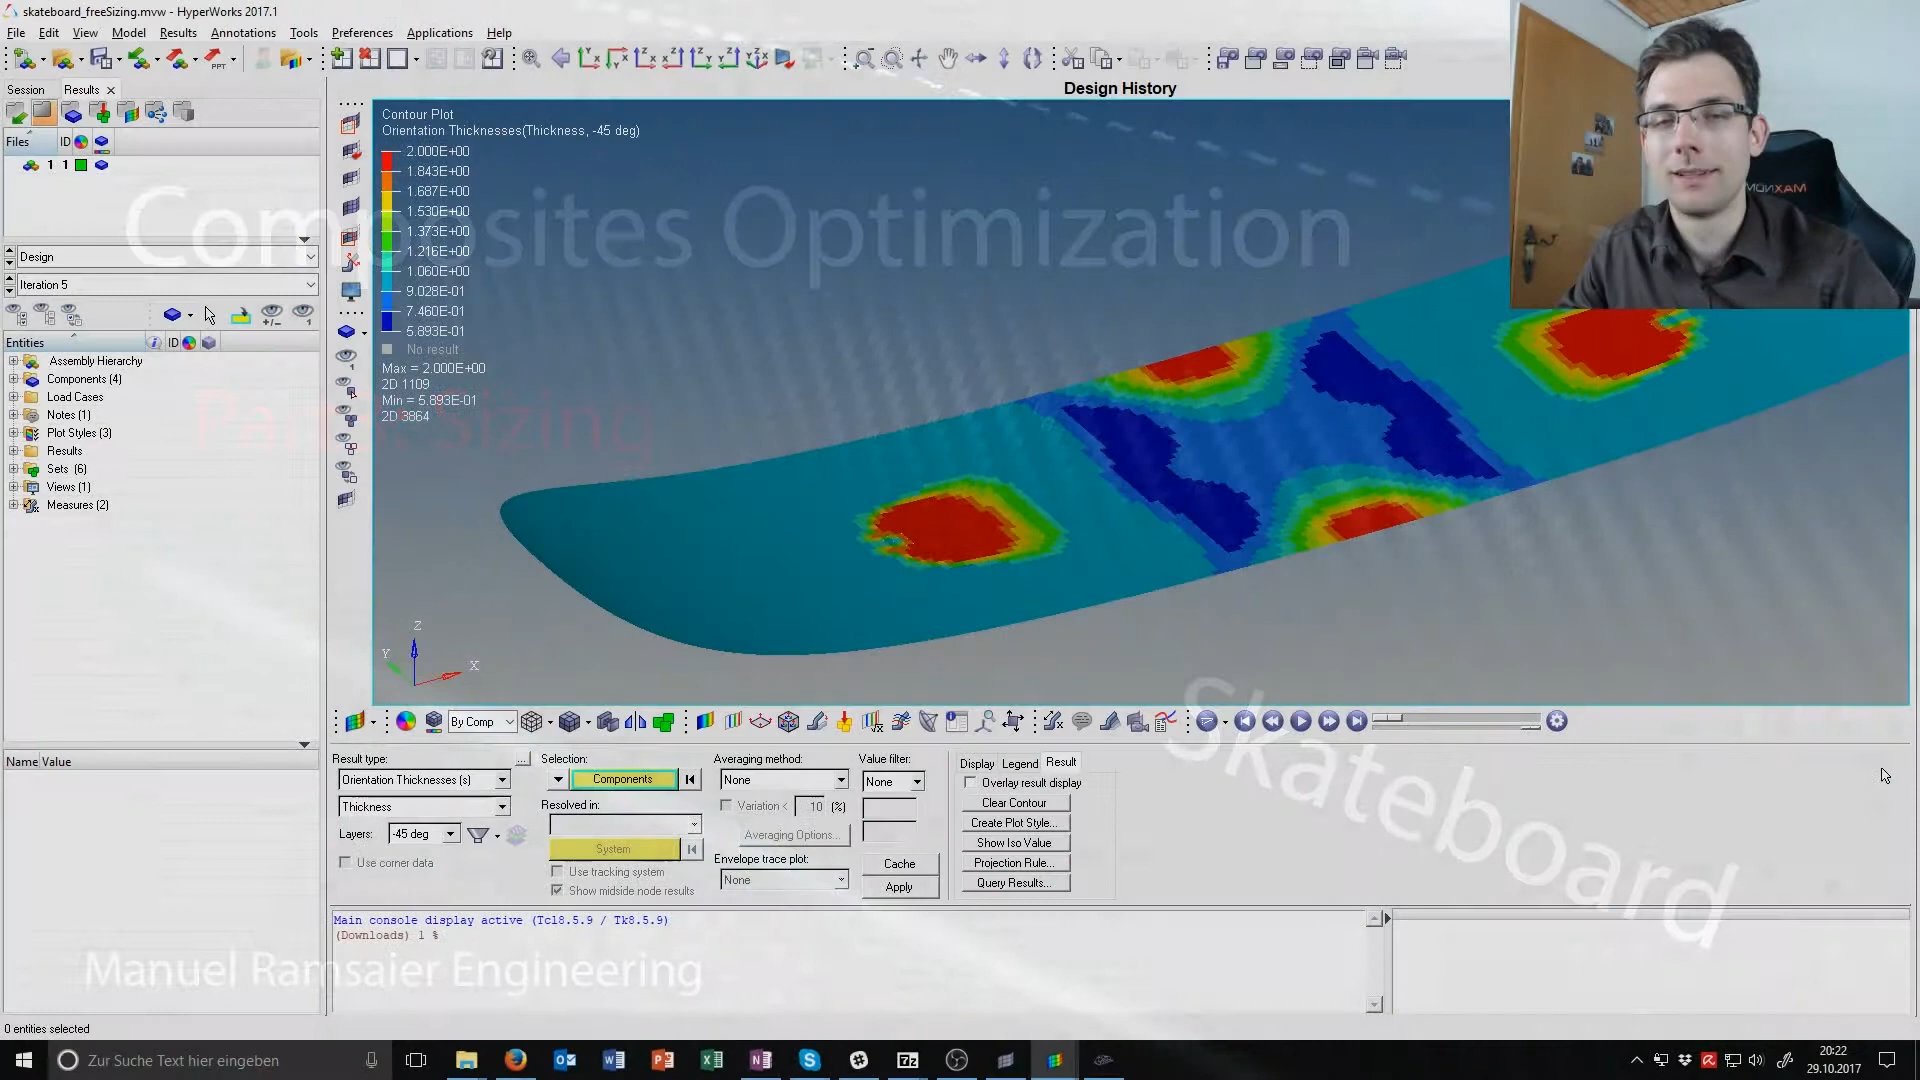 skateboard_freeSizing.mvw - HyperWorks 2017.1
File Edit View Model Results Annotations Tools Preferences Applications Help
Session Results
Design History
Files ID
1 1
Design
Iteration 5
Entities ID
Assembly Hierarchy
Components (4)
Load Cases
Notes (1)
Plot Styles (3)
Results
Sets (6)
Views (1)
Measures (2)
Name Value
0 entities selected
Contour Plot
Orientation Thicknesses(Thickness, -45 deg)
2.000E+00
1.843E+00
1.687E+00
1.530E+00
1.373E+00
1.216E+00
1.060E+00
9.028E-01
7.460E-01
5.893E-01
No result
Max = 2.000E+00
2D 1109
Min = 5.893E-01
2D 3864
Composites Optimization
Skateboard
Manuel Ramsaier Engineering
MAXNOM
Z
Y
X
By Comp
Result type:
Orientation Thicknesses (s)
Thickness
Layers: -45 deg
Use corner data
Selection:
Components
Resolved in:
System
Use tracking system
Show midside node results
Averaging method:
None
Variation < 10 (%)
Averaging Options...
Envelope trace plot:
None
Value filter:
None
Cache
Apply
Display Legend Result
Overlay result display
Clear Contour
Create Plot Style...
Show Iso Value
Projection Rule...
Query Results...
Main console display active (Tcl8.5.9 / Tk8.5.9)
(Downloads) 1 %
Zur Suche Text hier eingeben
20:22
29.10.2017